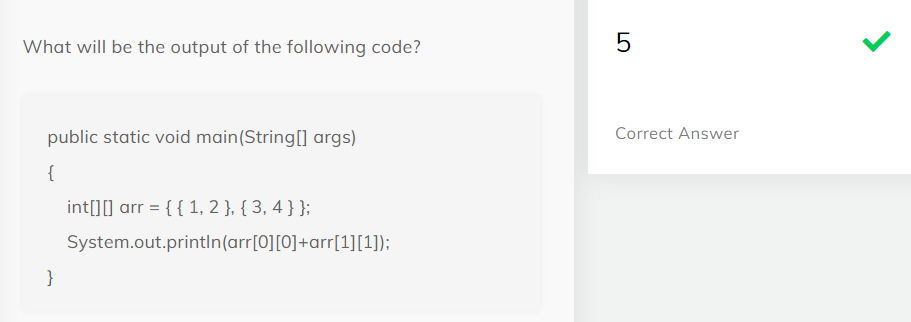 What will be the output of the following code?
public static void main(String[] args)
{
int[][] arr = { { 1, 2 }, { 3, 4 } };
System.out.println(arr[0][0]+arr[1][1]);
}
5
Correct Answer